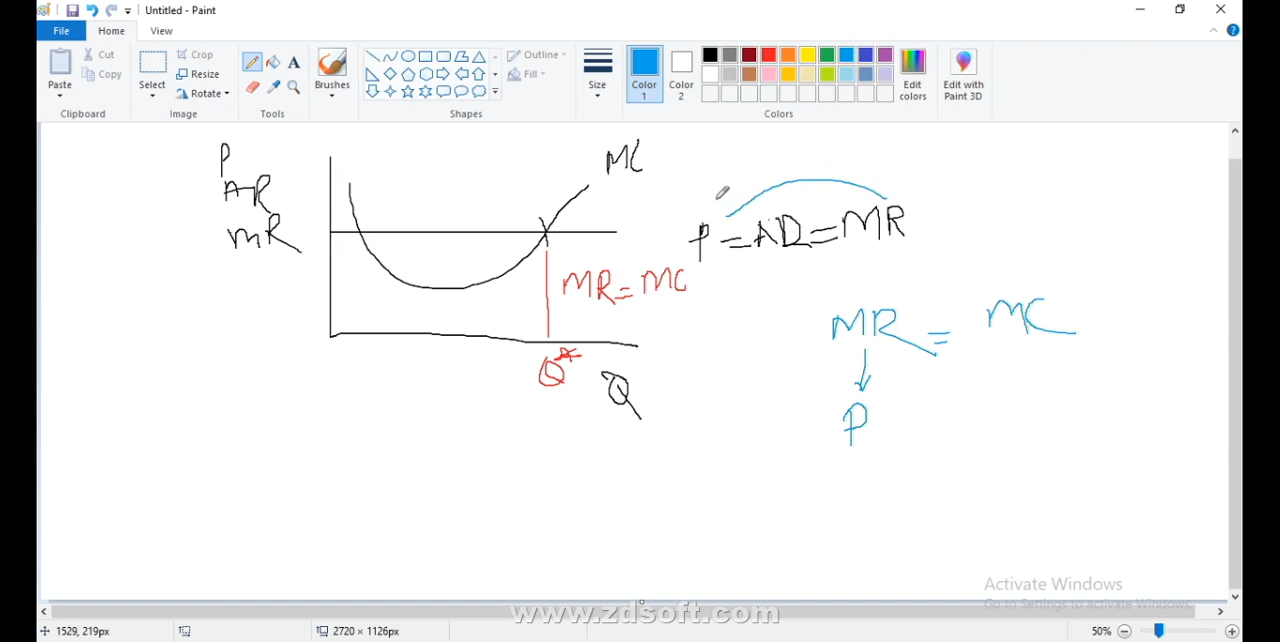 Untitled - Paint
File Home View
Paste
Cut
Copy
Clipboard
Select
Crop
Resize
Rotate
Image
A
Tools
Brushes
Outline
Fill
Shapes
Size
Color 1
Color 2
Edit colors
Edit with Paint 3D
Colors
P
AR
MR
MC
MR = MC
Q*
Q
P = AR = MR
MR = MC
P
Activate Windows
Go to Settings to activate Windows.
www.zdsoft.com
1529, 219px
2720 × 1126px
50%